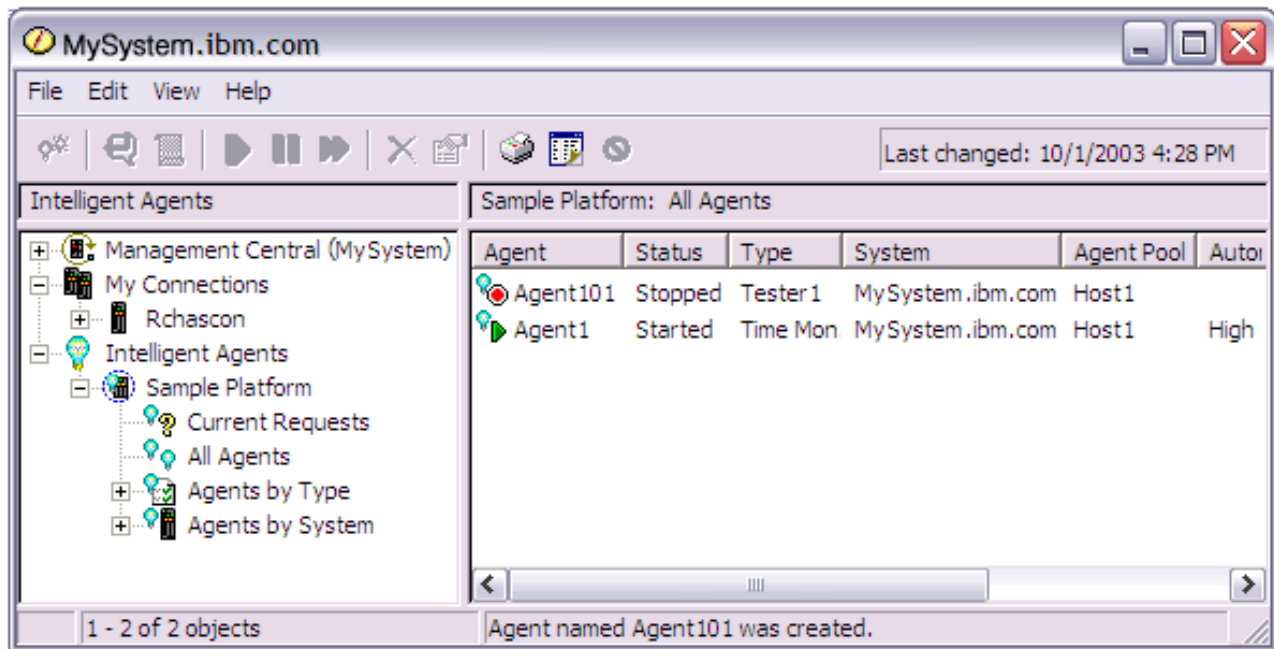 MySystem.ibm.com
File Edit View Help
Last changed: 10/1/2003 4:28 PM
Intelligent Agents
Sample Platform: All Agents
Management Central (MySystem)
My Connections
Rchascon
Intelligent Agents
Sample Platform
Current Requests
All Agents
Agents by Type
Agents by System
Agent Status Type System Agent Pool Autor
Agent101 Stopped Tester1 MySystem.ibm.com Host1
Agent1 Started Time Mon MySystem.ibm.com Host1 High
1 - 2 of 2 objects
Agent named Agent101 was created.